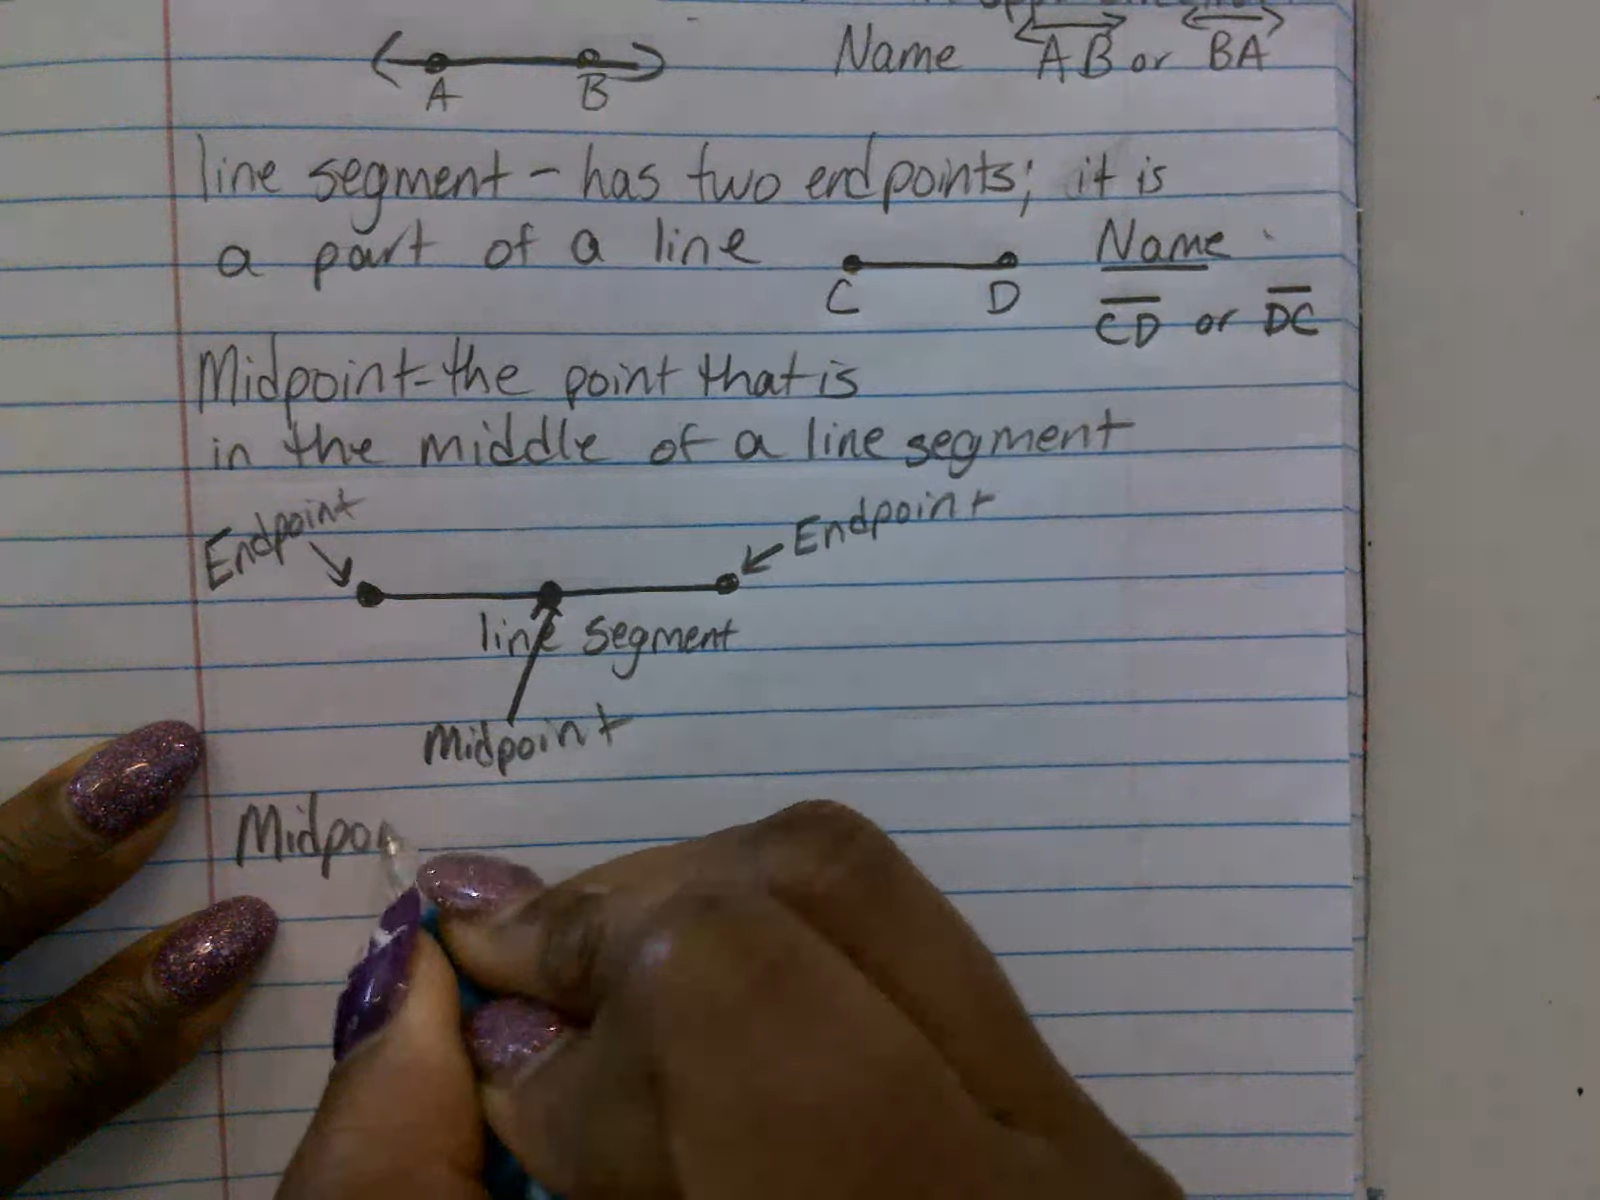 Name AB or BA
A B
line segment - has two endpoints; it is
a part of a line
C D
Name
CD or DC
Midpoint - the point that is
in the middle of a line segment
Endpoint
Endpoint
line segment
Midpoint
Midpo